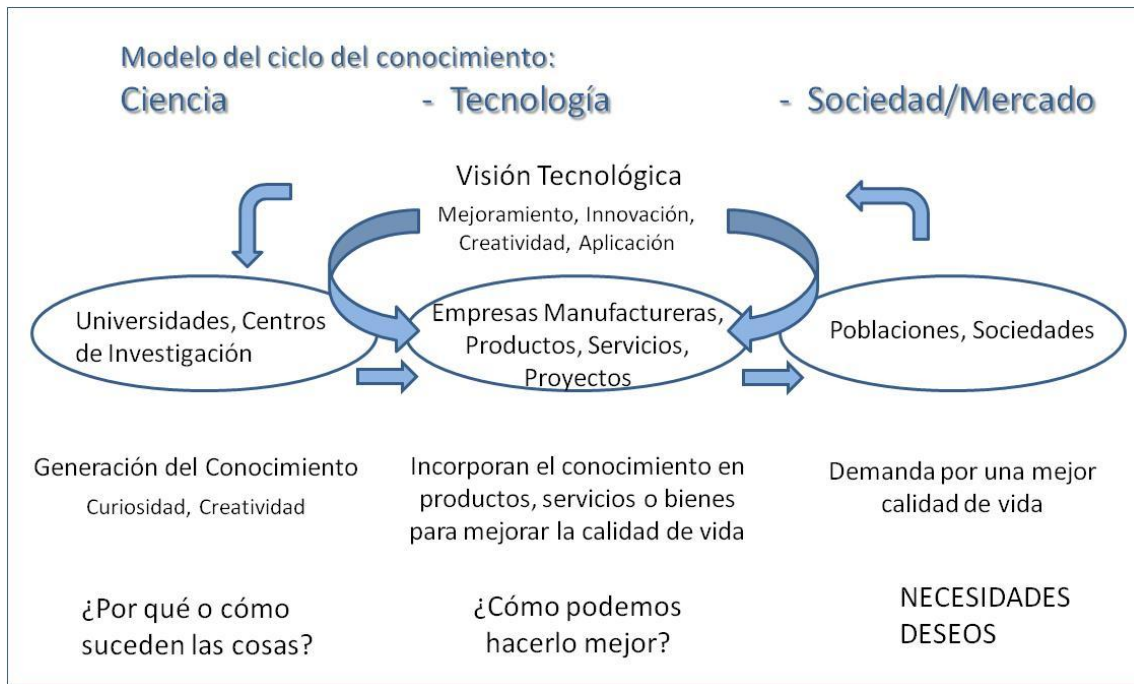 Modelo del ciclo del conocimiento:
Ciencia - Tecnología - Sociedad/Mercado
Visión Tecnológica
Mejoramiento, Innovación,
Creatividad, Aplicación
Universidades, Centros
de Investigación
Empresas Manufactureras,
Productos, Servicios,
Proyectos
Poblaciones, Sociedades
Generación del Conocimiento
Curiosidad, Creatividad
Incorporan el conocimiento en
productos, servicios o bienes
para mejorar la calidad de vida
Demanda por una mejor
calidad de vida
¿Por qué o cómo
suceden las cosas?
¿Cómo podemos
hacerlo mejor?
NECESIDADES
DESEOS